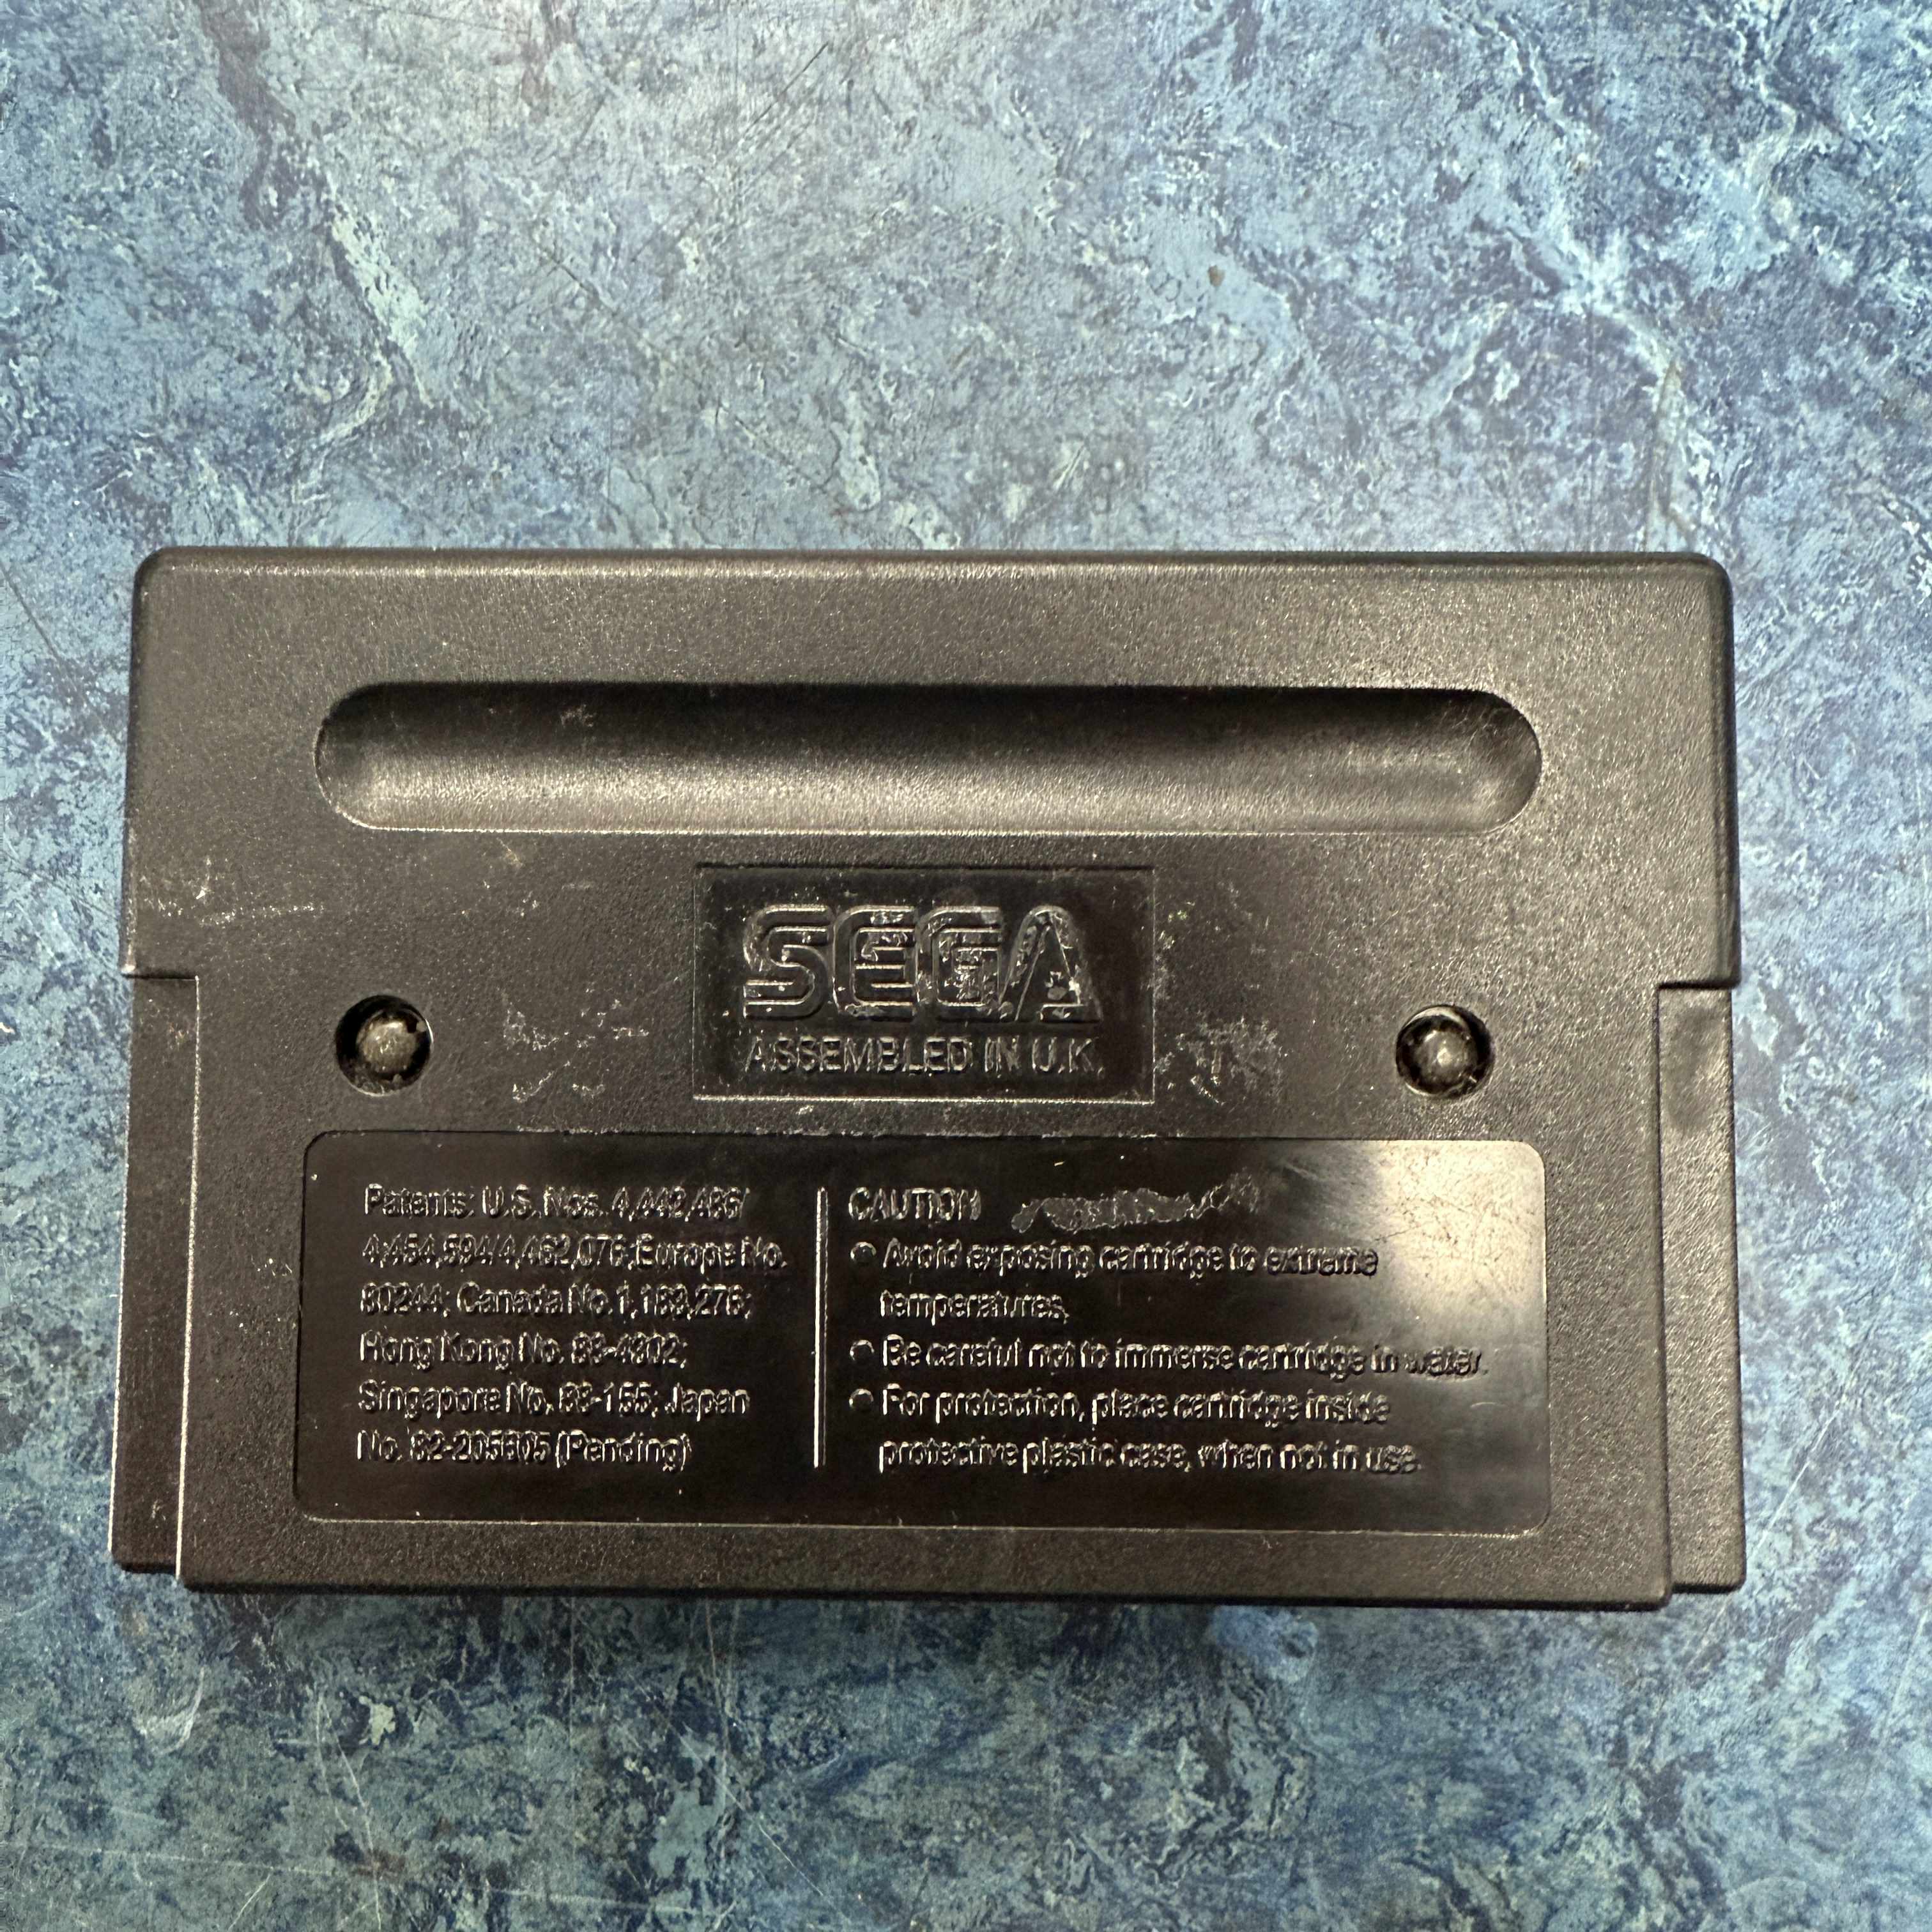 SEGA
ASSEMBLED IN U.K.
Patents: U.S. Nos. 4,442,486/
4,454,594/4,462,076; Europe No.
80244; Canada No. 1,183,276;
Hong Kong No. 88-4302;
Singapore No. 88-155; Japan
No. 82-205605 (Pending)
CAUTION
● Avoid exposing cartridge to extreme
temperatures.
● Be careful not to immerse cartridge in water.
● For protection, place cartridge inside
protective plastic case, when not in use.